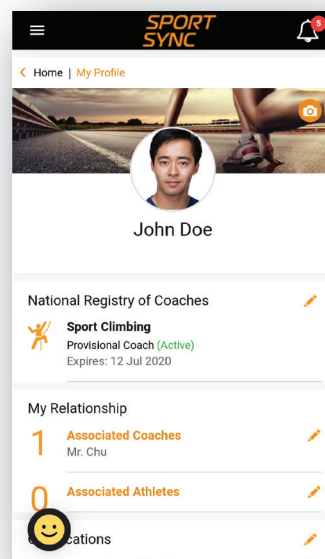 SPORT
SYNC
5
Home | My Profile
John Doe
National Registry of Coaches
Sport Climbing
Provisional Coach (Active)
Expires: 12 Jul 2020
My Relationship
1 Associated Coaches
Mr. Chu
0 Associated Athletes